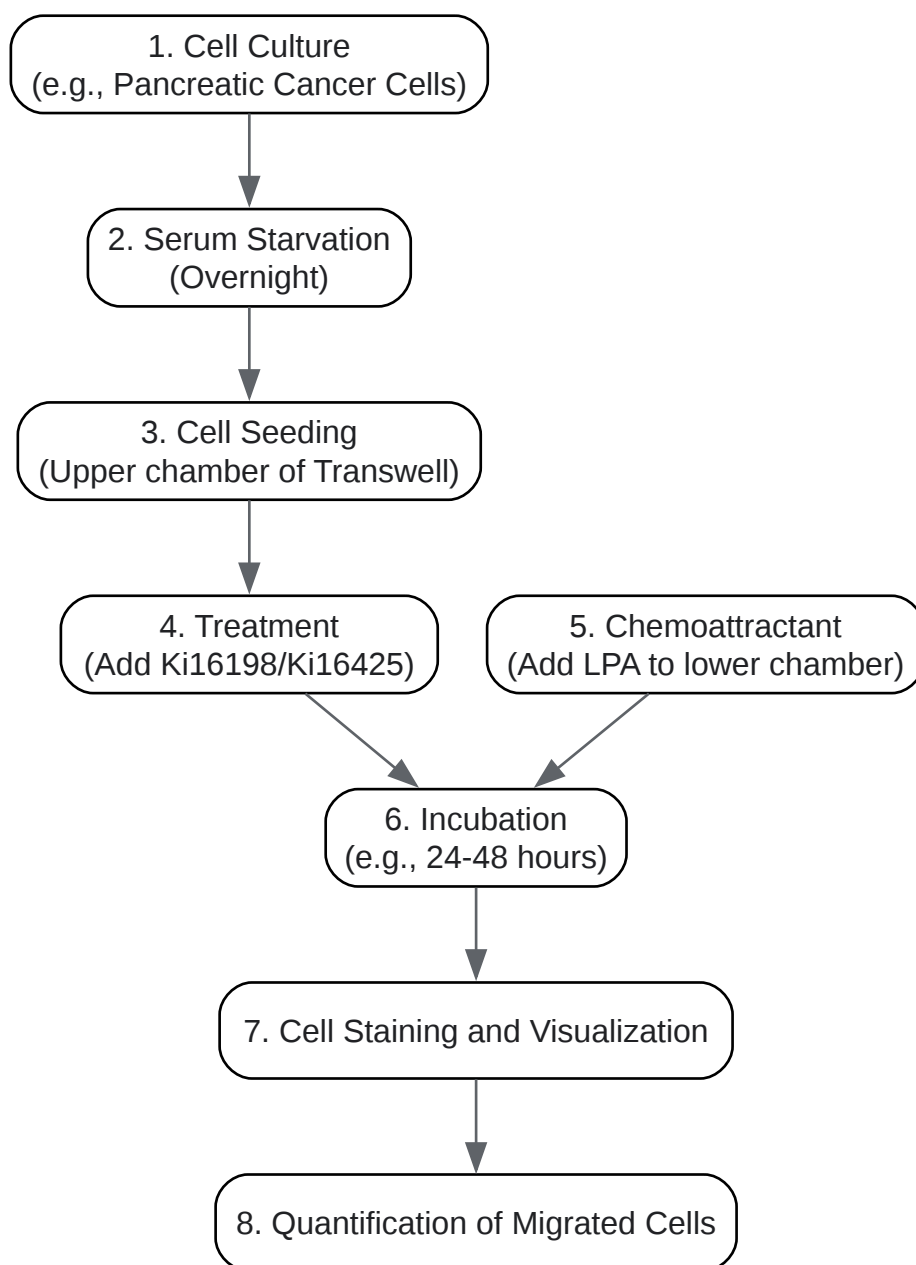 1. Cell Culture
(e.g., Pancreatic Cancer Cells)
2. Serum Starvation
(Overnight)
3. Cell Seeding
(Upper chamber of Transwell)
4. Treatment
(Add Ki16198/Ki16425)
5. Chemoattractant
(Add LPA to lower chamber)
6. Incubation
(e.g., 24-48 hours)
7. Cell Staining and Visualization
8. Quantification of Migrated Cells